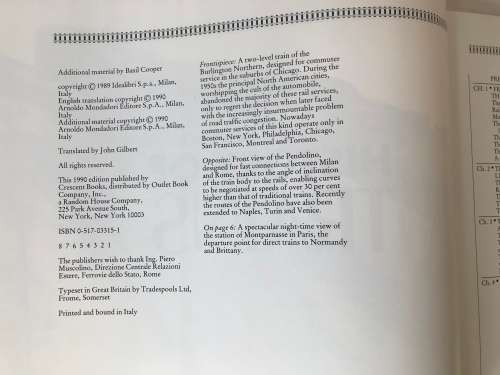 Additional material by Basil Cooper
copyright © 1989 Idealibri S.p.a., Milan,
Italy
English translation copyright © 1990
Arnoldo Mondadori Editore S.p.A., Milan,
Italy
Additional material copyright © 1990
Arnoldo Mondadori Editore S.p.A., Milan,
Italy
Translated by John Gilbert
All rights reserved.
This 1990 edition published by
Crescent Books, distributed by Outlet Book
Company, Inc.,
a Random House Company,
225 Park Avenue South,
New York, New York 10003
ISBN 0-517-03315-1
8 7 6 5 4 3 2 1
The publishers wish to thank Ing. Piero
Muscolino, Direzione Centrale Relazioni
Estere, Ferrovie dello Stato, Rome
Typeset in Great Britain by Tradespools Ltd,
Frome, Somerset
Printed and bound in Italy
Frontispiece: A two-level train of the
Burlington Northern, designed for commuter
service in the suburbs of Chicago. During the
1950s the principal North American cities,
worshipping the cult of the automobile,
abandoned the majority of these rail services,
only to regret the decision when later faced
with the increasingly insurmountable problem
of road traffic congestion. Nowadays
commuter services of this kind operate only in
Boston, New York, Philadelphia, Chicago,
San Francisco, Montreal and Toronto.
Opposite: Front view of the Pendolino,
designed for fast connections between Milan
and Rome, thanks to the angle of inclination
of the train body to the rails, enabling curves
to be negotiated at speeds of over 30 per cent
higher than that of traditional trains. Recently
the routes of the Pendolino have also been
extended to Naples, Turin and Venice.
On page 6: A spectacular night-time view of
the station of Montparnasse in Paris, the
departure point for direct trains to Normandy
and Brittany.